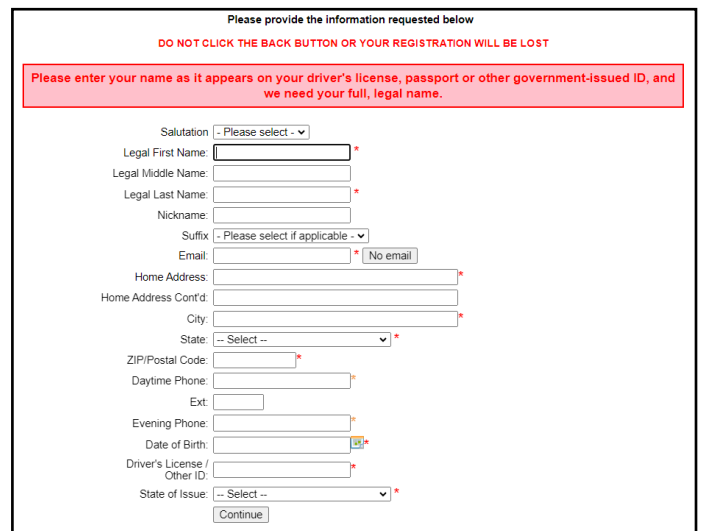 Please provide the information requested below
DO NOT CLICK THE BACK BUTTON OR YOUR REGISTRATION WILL BE LOST
Please enter your name as it appears on your driver's license, passport or other government-issued ID, and
we need your full, legal name.
Salutation - Please select -
Legal First Name: *
Legal Middle Name:
Legal Last Name: *
Nickname:
Suffix - Please select if applicable -
Email: * No email
Home Address: *
Home Address Cont'd:
City: *
State: -- Select -- *
ZIP/Postal Code: *
Daytime Phone: *
Ext:
Evening Phone: *
Date of Birth: *
Driver's License /
Other ID: *
State of Issue: -- Select -- *
Continue